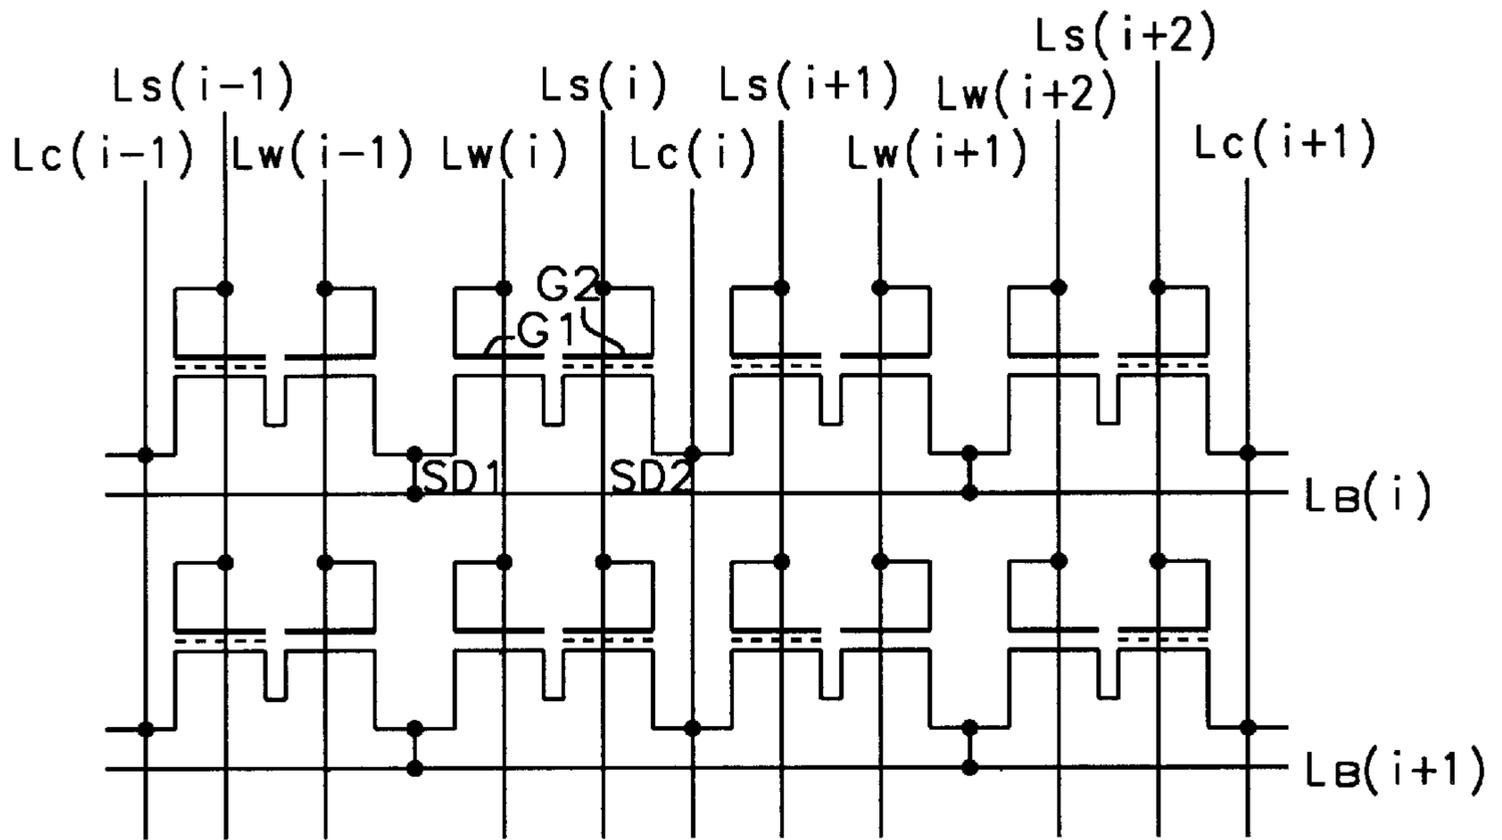 Ls(i+2)
Ls(i-1) Ls(i) Ls(i+1) Lw(i+2)
Lc(i-1) Lw(i-1) Lw(i) Lc(i) Lw(i+1) Lc(i+1)
G2
G1
SD1 SD2
LB(i)
LB(i+1)